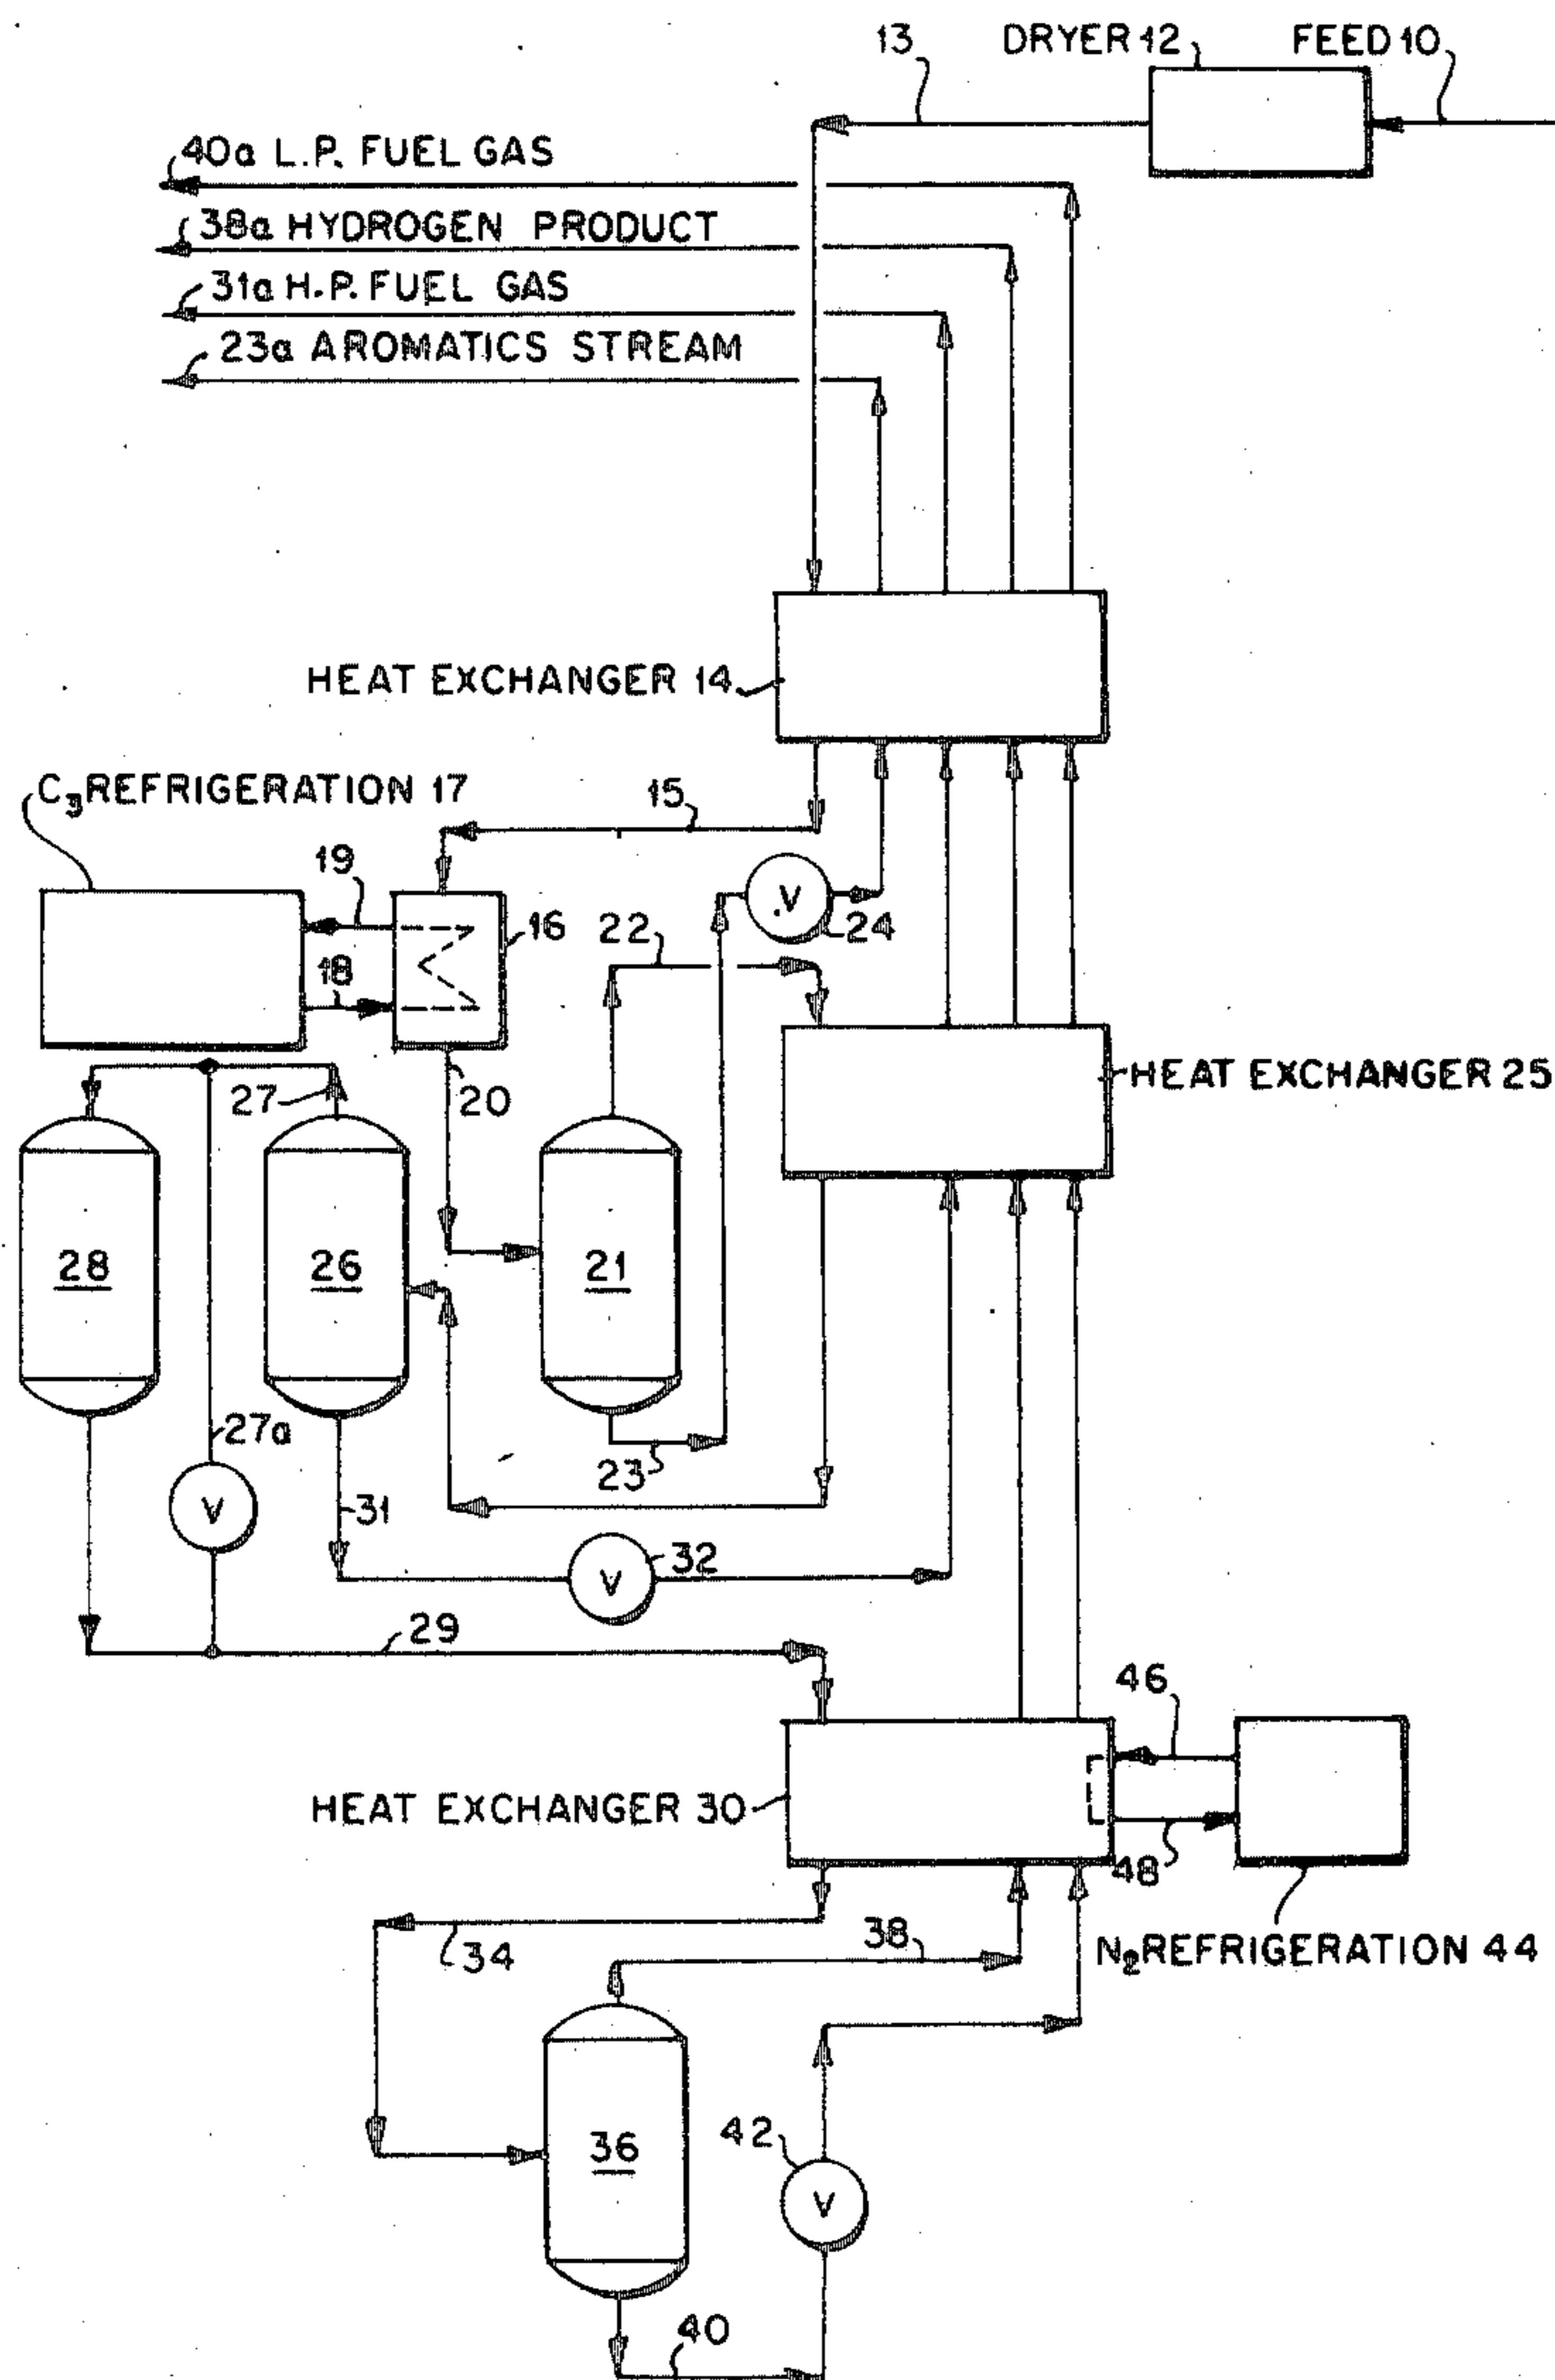 13
DRYER 12
FEED 10
40a L.P. FUEL GAS
38a HYDROGEN PRODUCT
31a H.P. FUEL GAS
23a AROMATICS STREAM
HEAT EXCHANGER 14
C3 REFRIGERATION 17
15
19
16
22
V
24
18
27
20
HEAT EXCHANGER 25
28
26
21
27a
23
V
31
V
32
29
46
HEAT EXCHANGER 30
48
34
38
N2 REFRIGERATION 44
36
42
V
40